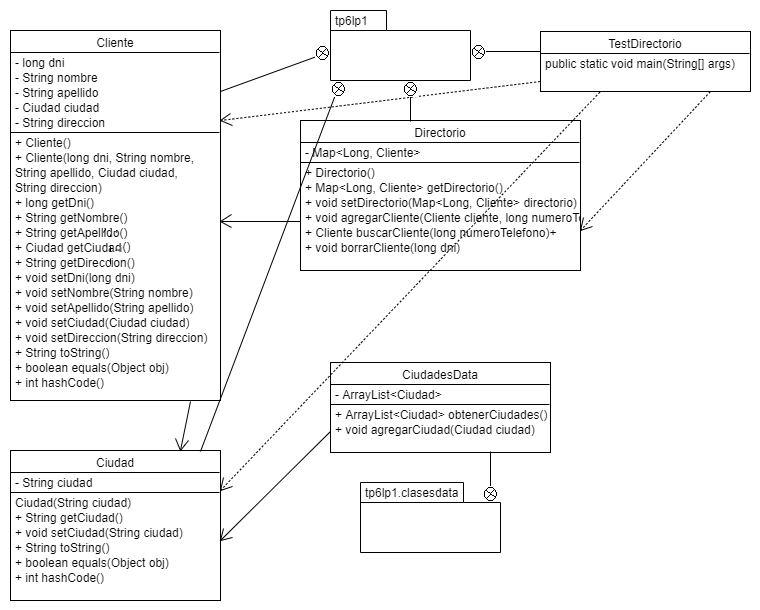 tp6lp1
Cliente
- long dni
- String nombre
- String apellido
- Ciudad ciudad
- String direccion
+ Cliente()
+ Cliente(long dni, String nombre,
String apellido, Ciudad ciudad,
String direccion)
+ long getDni()
+ String getNombre()
+ String getApellido()
+ Ciudad getCiudad()
+ String getDireccion()
+ void setDni(long dni)
+ void setNombre(String nombre)
+ void setApellido(String apellido)
+ void setCiudad(Ciudad ciudad)
+ void setDireccion(String direccion)
+ String toString()
+ boolean equals(Object obj)
+ int hashCode()
TestDirectorio
public static void main(String[] args)
Directorio
- Map<Long, Cliente>
+ Directorio()
+ Map<Long, Cliente> getDirectorio()
+ void setDirectorio(Map<Long, Cliente> directorio)
+ void agregarCliente(Cliente cliente, long numeroT
+ Cliente buscarCliente(long numeroTelefono)+
+ void borrarCliente(long dni)
CiudadesData
- ArrayList<Ciudad>
+ ArrayList<Ciudad> obtenerCiudades()
+ void agregarCiudad(Ciudad ciudad)
Ciudad
- String ciudad
Ciudad(String ciudad)
+ String getCiudad()
+ void setCiudad(String ciudad)
+ String toString()
+ boolean equals(Object obj)
+ int hashCode()
tp6lp1.clasesdata